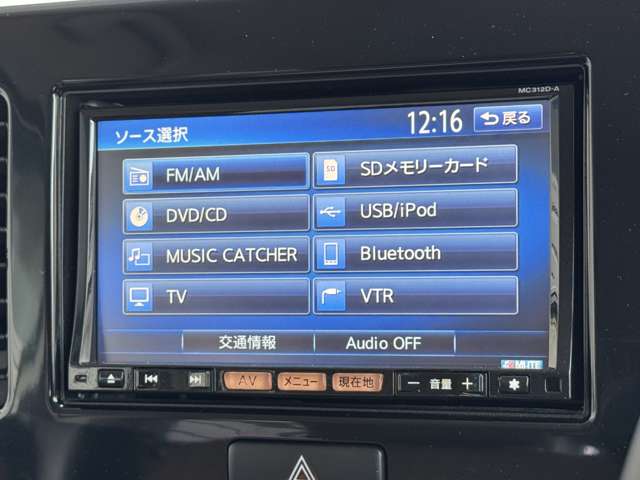 MC312D-A
ソース選択 12:16 戻る
FM/AM SD SDメモリーカード
DVD/CD USB/iPod
MUSIC CATCHER Bluetooth
TV VTR
交通情報 Audio OFF
MUTE
AV メニュー 現在地 − 音量 + ✱